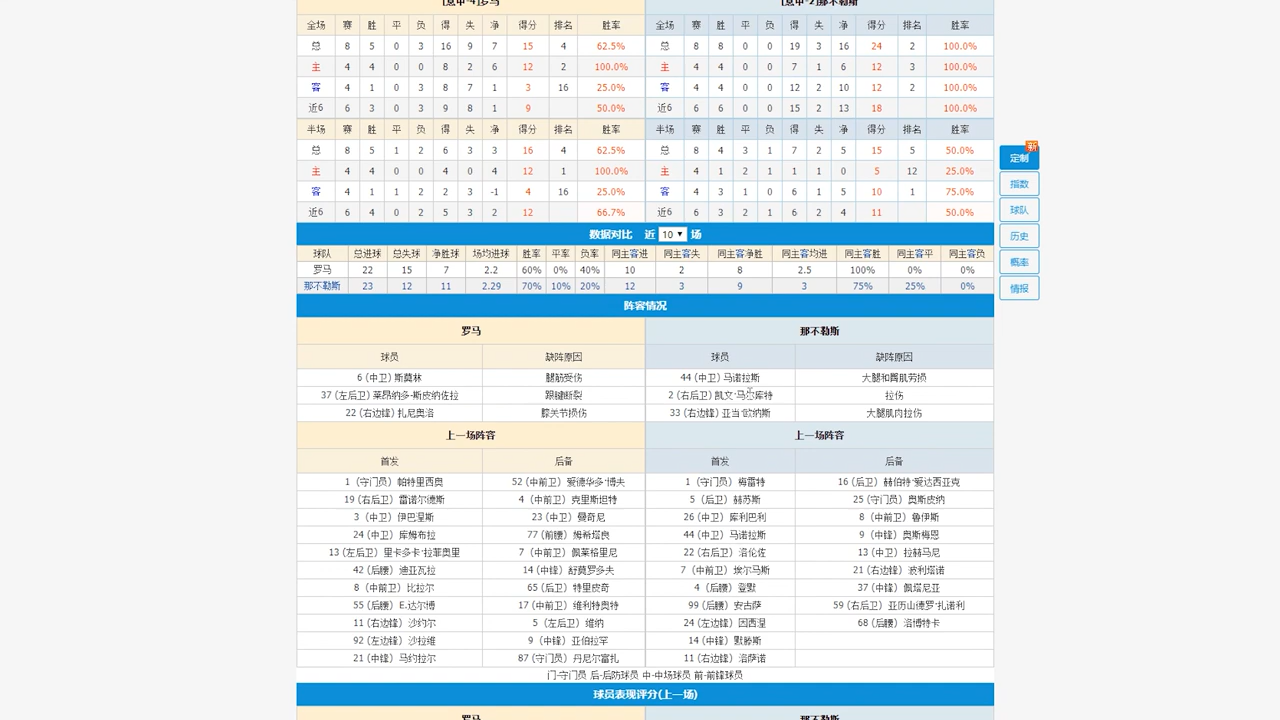 [意甲-4]罗马 [意甲-2]那不勒斯
全场 赛 胜 平 负 得 失 净 得分 排名 胜率 全场 赛 胜 平 负 得 失 净 得分 排名 胜率
总 8 5 0 3 16 9 7 15 4 62.5% 总 8 8 0 0 19 3 16 24 2 100.0%
主 4 4 0 0 8 2 6 12 2 100.0% 主 4 4 0 0 7 1 6 12 3 100.0%
客 4 1 0 3 8 7 1 3 16 25.0% 客 4 4 0 0 12 2 10 12 2 100.0%
近6 6 3 0 3 9 8 1 9 50.0% 近6 6 6 0 0 15 2 13 18 100.0%
半场 赛 胜 平 负 得 失 净 得分 排名 胜率 半场 赛 胜 平 负 得 失 净 得分 排名 胜率
总 8 5 1 2 6 3 3 16 4 62.5% 总 8 4 3 1 7 2 5 15 5 50.0%
主 4 4 0 0 4 0 4 12 1 100.0% 主 4 1 2 1 1 1 0 5 12 25.0%
客 4 1 1 2 2 3 -1 4 16 25.0% 客 4 3 1 0 6 1 5 10 1 75.0%
近6 6 4 0 2 5 3 2 12 66.7% 近6 6 3 2 1 6 2 4 11 50.0%
数据对比 近 10 场
球队 总进球 总失球 净胜球 场均进球 胜率 平率 负率 同主客进 同主客失 同主客净胜 同主客均进 同主客胜 同主客平 同主客负
罗马 22 15 7 2.2 60% 0% 40% 10 2 8 2.5 100% 0% 0%
那不勒斯 23 12 11 2.29 70% 10% 20% 12 3 9 3 75% 25% 0%
阵容情况
罗马 那不勒斯
球员 缺阵原因 球员 缺阵原因
6 (中卫) 斯莫林 腿筋受伤 44 (中卫) 马诺拉斯 大腿和臀肌劳损
37 (左后卫) 莱昂纳多·斯皮纳佐拉 跟腱断裂 2 (右后卫) 凯文·马尔库特 拉伤
22 (右边锋) 扎尼奥洛 膝关节损伤 33 (右边锋) 亚当·欧纳斯 大腿肌肉拉伤
上一场阵容 上一场阵容
首发 后备 首发 后备
1 (守门员) 帕特里西奥 52 (中前卫) 爱德华多·博夫 1 (守门员) 梅雷特 16 (后卫) 赫伯特·爱达西亚克
19 (右后卫) 雷诺尔德斯 4 (中前卫) 克里斯坦特 5 (后卫) 赫苏斯 25 (守门员) 奥斯皮纳
3 (中卫) 伊巴涅斯 23 (中卫) 曼奇尼 26 (中卫) 库利巴利 8 (中前卫) 鲁伊斯
24 (中卫) 库姆布拉 77 (前腰) 姆希塔良 44 (中卫) 马诺拉斯 9 (中锋) 奥斯梅恩
13 (左后卫) 里卡多卡·拉菲奥里 7 (中前卫) 佩莱格里尼 22 (右后卫) 洛伦佐 13 (中卫) 拉赫马尼
42 (后腰) 迪亚瓦拉 14 (中锋) 舒莫罗多夫 7 (中前卫) 埃尔马斯 21 (右边锋) 波利塔诺
8 (中前卫) 比拉尔 65 (后卫) 特里皮奇 4 (后腰) 登默 37 (中锋) 佩塔尼亚
55 (后腰) E.达尔博 17 (中前卫) 维利特奥特 99 (后腰) 安古萨 59 (右后卫) 亚历山德罗·扎诺利
11 (右边锋) 沙约尔 5 (左后卫) 维纳 24 (左边锋) 因西涅 68 (后腰) 洛博特卡
92 (左边锋) 沙拉维 9 (中锋) 亚伯拉罕 14 (中锋) 默滕斯
21 (中锋) 马约拉尔 87 (守门员) 丹尼尔富扎 11 (右边锋) 洛萨诺
门-守门员 后-后防球员 中-中场球员 前-前锋球员
球员表现评分(上一场)
罗马 那不勒斯
新
定制
指数
球队
历史
概率
情报